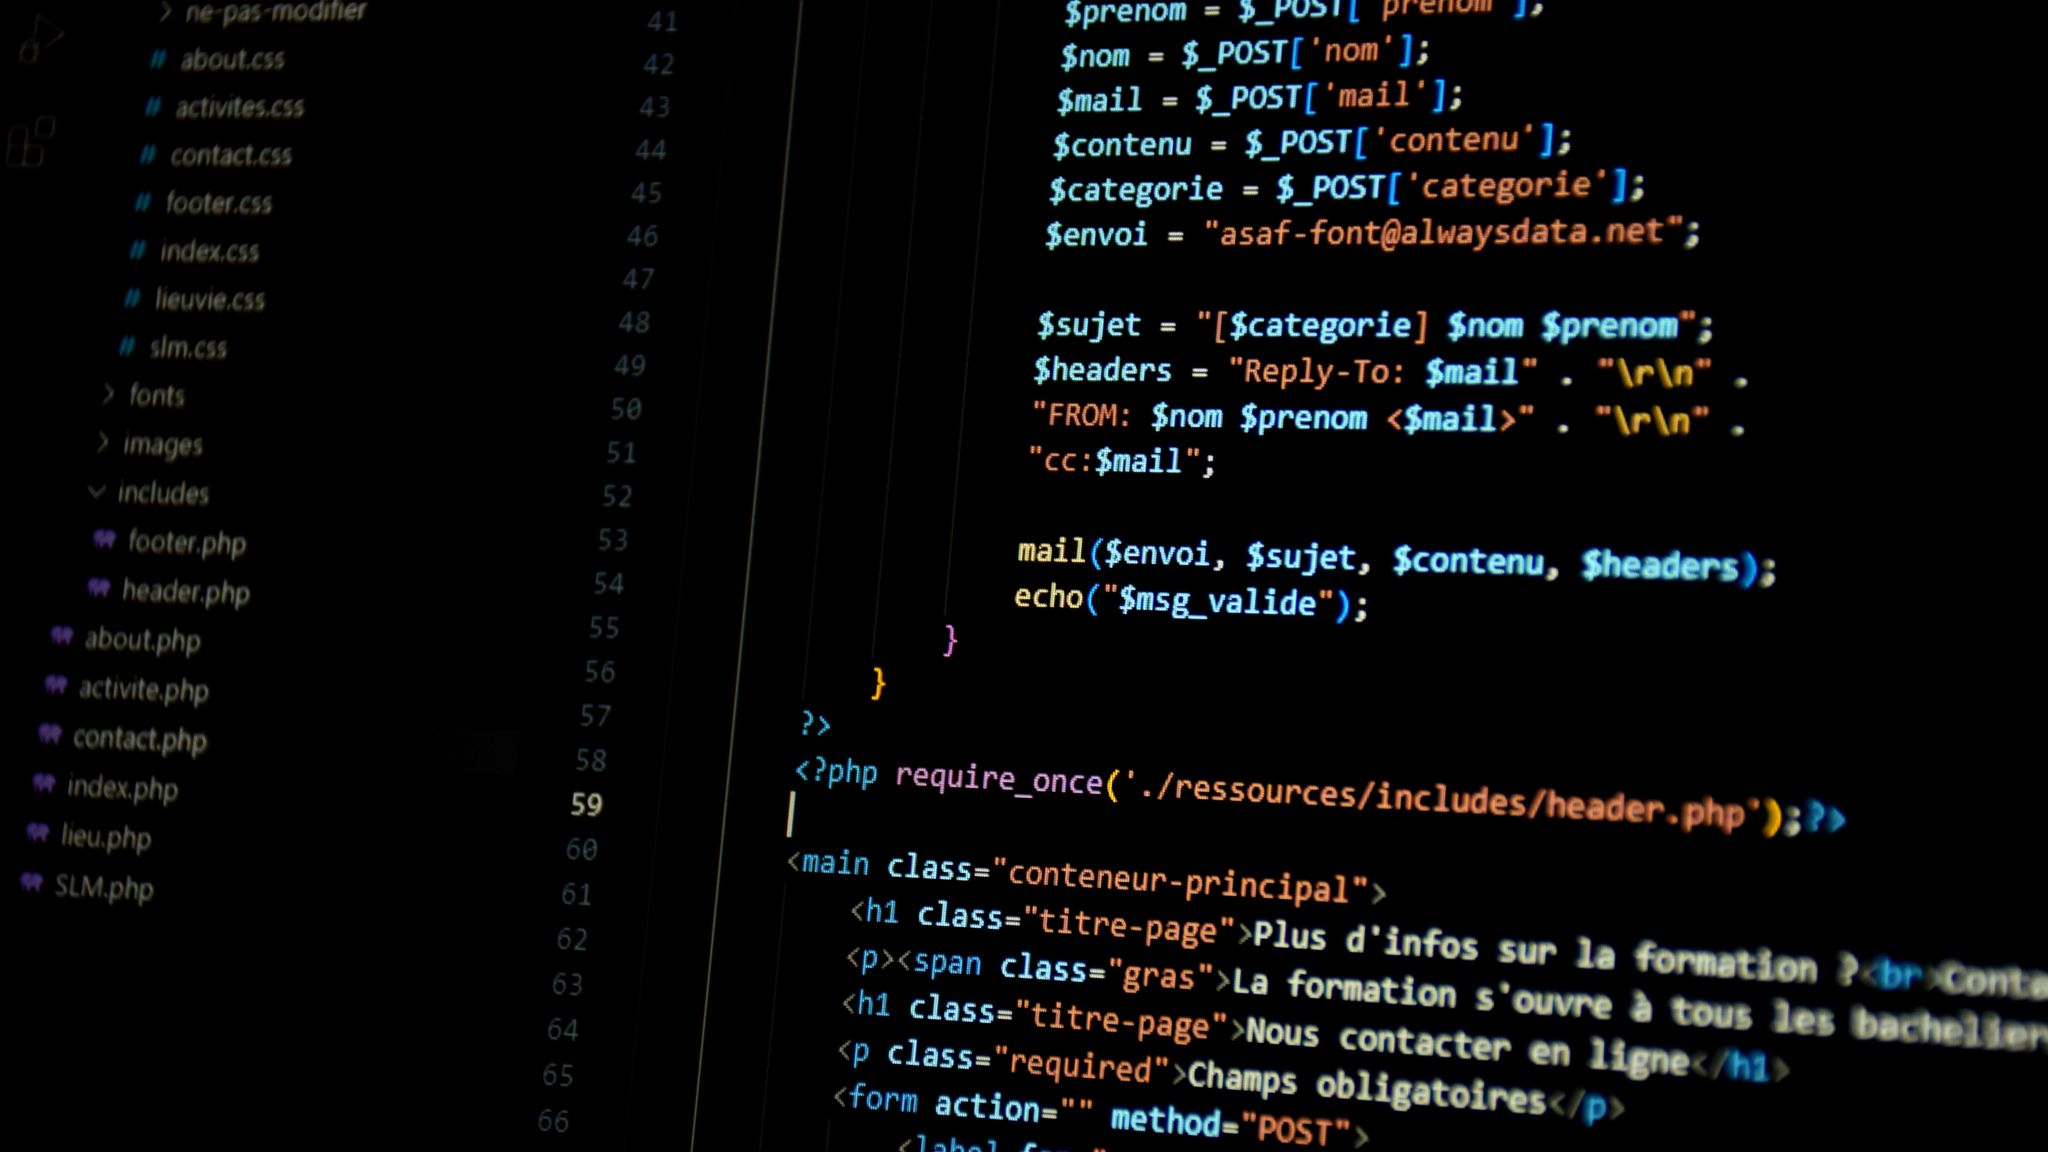 ne-pas-modifier
# about.css
# activites.css
# contact.css
# footer.css
# index.css
# lieuvie.css
# slm.css
fonts
images
includes
footer.php
header.php
about.php
activite.php
contact.php
index.php
lieu.php
SLM.php
41
42
43
44
45
46
47
48
49
50
51
52
53
54
55
56
57
58
59
60
61
62
63
64
65
66
$prenom = $_POST['prenom'];
$nom = $_POST['nom'];
$mail = $_POST['mail'];
$contenu = $_POST['contenu'];
$categorie = $_POST['categorie'];
$envoi = "asaf-font@alwaysdata.net";
$sujet = "[$categorie] $nom $prenom";
$headers = "Reply-To: $mail" . "\r\n" .
"FROM: $nom $prenom <$mail>" . "\r\n" .
"cc:$mail";
mail($envoi, $sujet, $contenu, $headers);
echo("$msg_valide");
}
}
?>
<?php require_once('./ressources/includes/header.php');?>
<main class="conteneur-principal">
<h1 class="titre-page">Plus d'infos sur la formation ?<br>Conta
<p><span class="gras">La formation s'ouvre à tous les bachelier
<h1 class="titre-page">Nous contacter en ligne</h1>
<p class="required">Champs obligatoires</p>
<form action="" method="POST">
<label for="